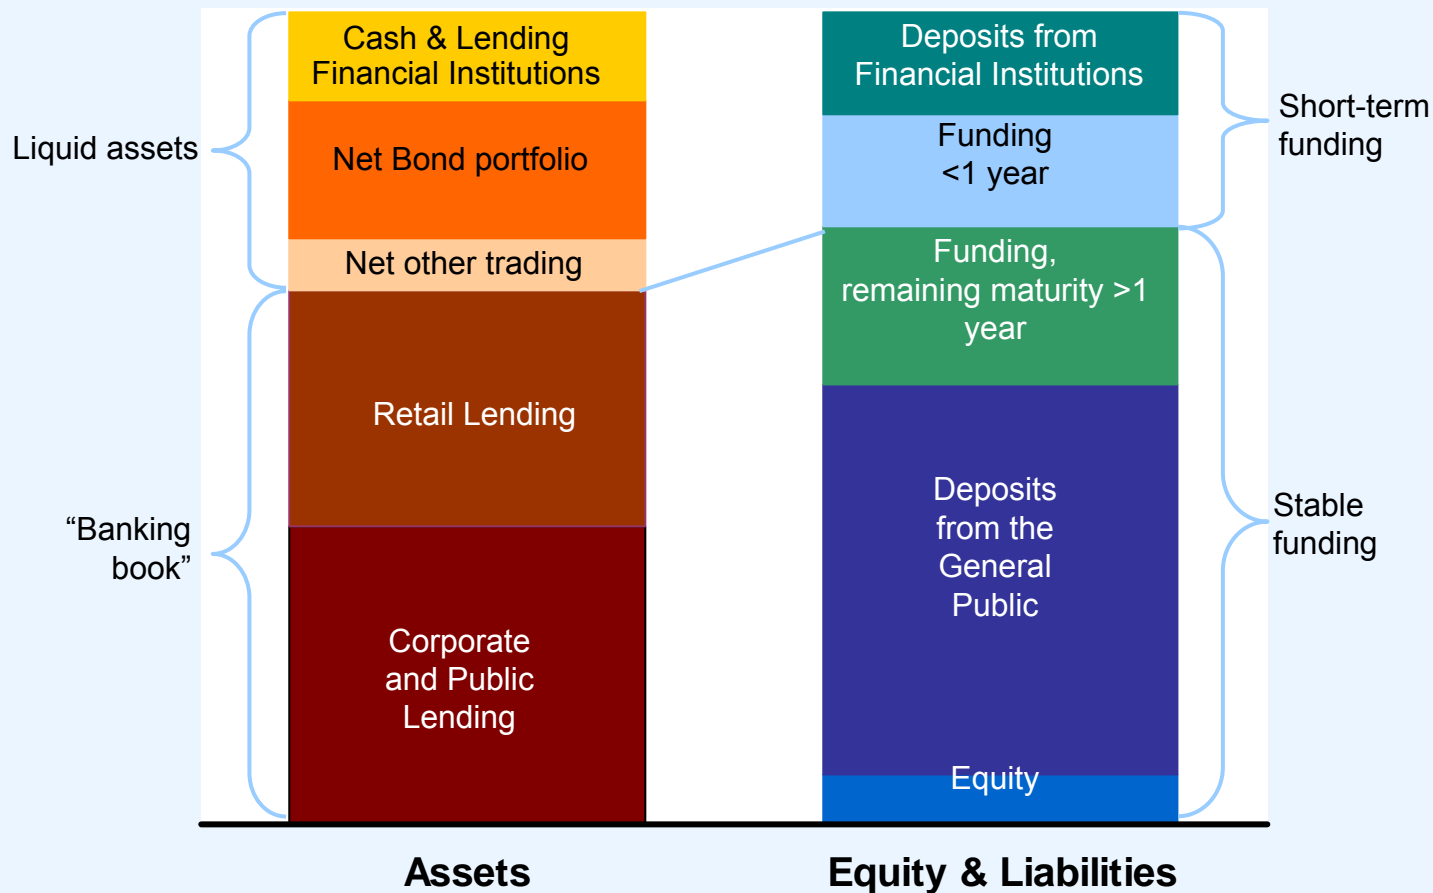 Cash & Lending
Financial Institutions
Net Bond portfolio
Net other trading
Retail Lending
Corporate
and Public
Lending
Liquid assets
“Banking
book”
Deposits from
Financial Institutions
Funding
<1 year
Funding,
remaining maturity >1
year
Deposits
from the
General
Public
Equity
Short-term
funding
Stable
funding
Assets
Equity & Liabilities